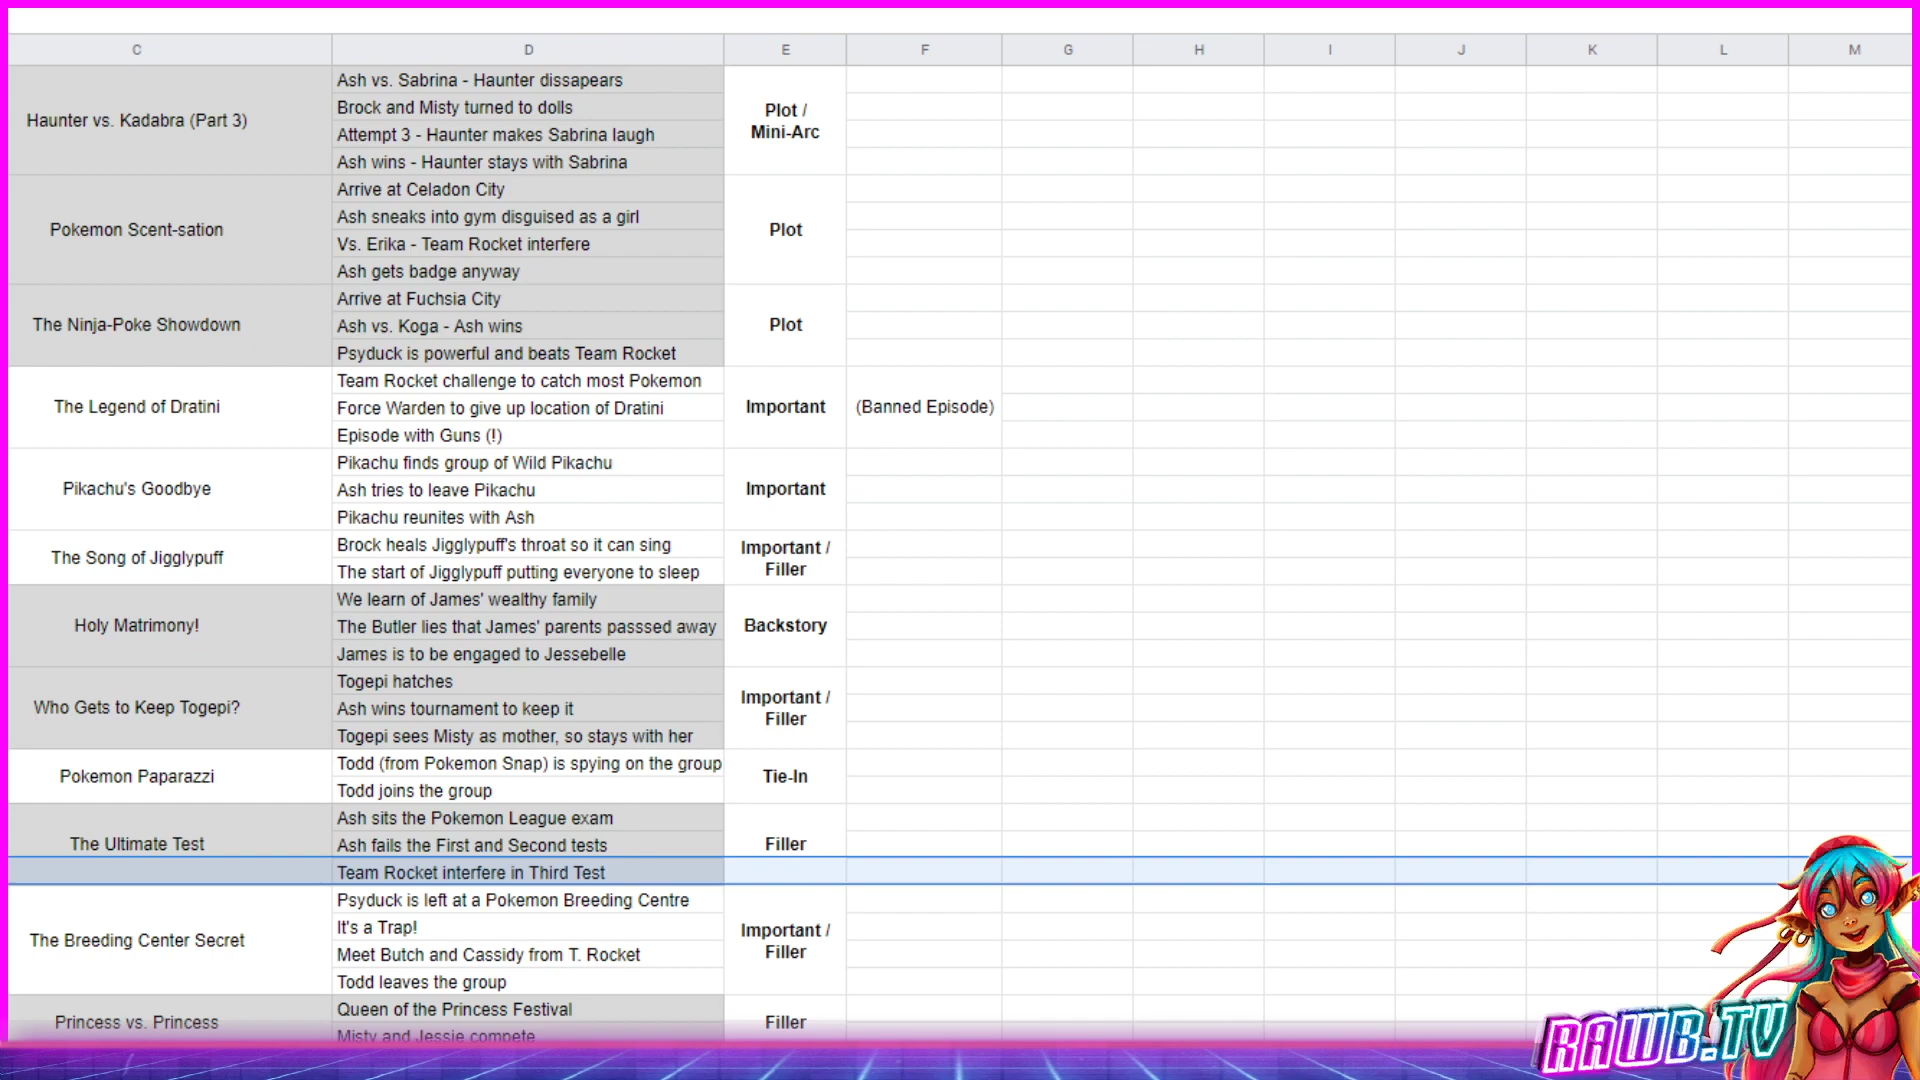 C D E F G H I J K L M
Haunter vs. Kadabra (Part 3)
Ash vs. Sabrina - Haunter dissapears
Brock and Misty turned to dolls
Attempt 3 - Haunter makes Sabrina laugh
Ash wins - Haunter stays with Sabrina
Plot /
Mini-Arc
Pokemon Scent-sation
Arrive at Celadon City
Ash sneaks into gym disguised as a girl
Vs. Erika - Team Rocket interfere
Ash gets badge anyway
Plot
The Ninja-Poke Showdown
Arrive at Fuchsia City
Ash vs. Koga - Ash wins
Psyduck is powerful and beats Team Rocket
Plot
The Legend of Dratini
Team Rocket challenge to catch most Pokemon
Force Warden to give up location of Dratini
Episode with Guns (!)
Important
(Banned Episode)
Pikachu's Goodbye
Pikachu finds group of Wild Pikachu
Ash tries to leave Pikachu
Pikachu reunites with Ash
Important
The Song of Jigglypuff
Brock heals Jigglypuff's throat so it can sing
The start of Jigglypuff putting everyone to sleep
Important /
Filler
Holy Matrimony!
We learn of James' wealthy family
The Butler lies that James' parents passsed away
James is to be engaged to Jessebelle
Backstory
Who Gets to Keep Togepi?
Togepi hatches
Ash wins tournament to keep it
Togepi sees Misty as mother, so stays with her
Important /
Filler
Pokemon Paparazzi
Todd (from Pokemon Snap) is spying on the group
Todd joins the group
Tie-In
The Ultimate Test
Ash sits the Pokemon League exam
Ash fails the First and Second tests
Team Rocket interfere in Third Test
Filler
The Breeding Center Secret
Psyduck is left at a Pokemon Breeding Centre
It's a Trap!
Meet Butch and Cassidy from T. Rocket
Todd leaves the group
Important /
Filler
Princess vs. Princess
Queen of the Princess Festival
Misty and Jessie compete
Filler
RAWB.TV